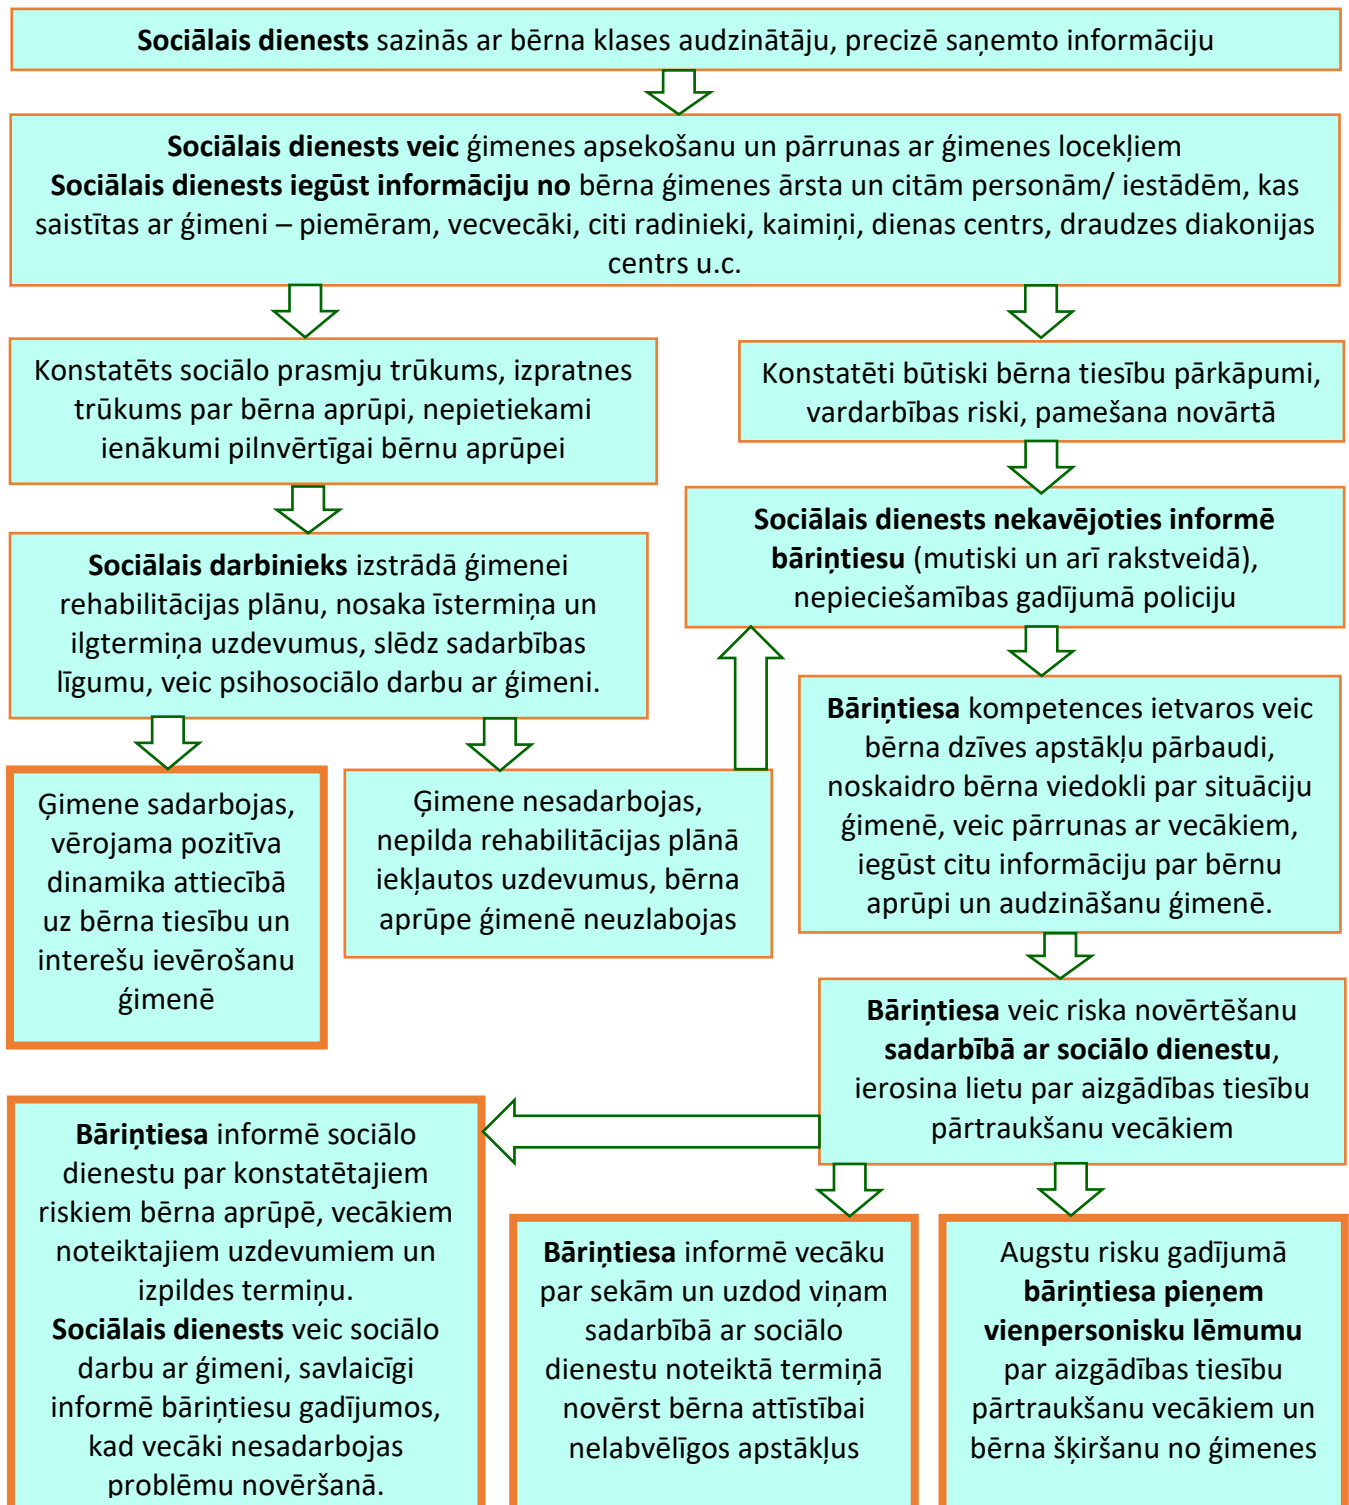 Sociālais dienests sazinās ar bērna klases audzinātāju, precizē saņemto informāciju
Sociālais dienests veic ģimenes apsekošanu un pārrunas ar ģimenes locekļiem
Sociālais dienests iegūst informāciju no bērna ģimenes ārsta un citām personām/ iestādēm, kas
saistītas ar ģimeni – piemēram, vecvecāki, citi radinieki, kaimiņi, dienas centrs, draudzes diakonijas
centrs u.c.
Konstatēts sociālo prasmju trūkums, izpratnes
trūkums par bērna aprūpi, nepietiekami
ienākumi pilnvērtīgai bērnu aprūpei
Konstatēti būtiski bērna tiesību pārkāpumi,
vardarbības riski, pamešana novārtā
Sociālais dienests nekavējoties informē
bāriņtiesu (mutiski un arī rakstveidā),
nepieciešamības gadījumā policiju
Sociālais darbinieks izstrādā ģimenei
rehabilitācijas plānu, nosaka īstermiņa un
ilgtermiņa uzdevumus, slēdz sadarbības
līgumu, veic psihosociālo darbu ar ģimeni.
Bāriņtiesa kompetences ietvaros veic
bērna dzīves apstākļu pārbaudi,
noskaidro bērna viedokli par situāciju
ģimenē, veic pārrunas ar vecākiem,
iegūst citu informāciju par bērnu
aprūpi un audzināšanu ģimenē.
Ģimene sadarbojas,
vērojama pozitīva
dinamika attiecībā
uz bērna tiesību un
interešu ievērošanu
ģimenē
Ģimene nesadarbojas,
nepilda rehabilitācijas plānā
iekļautos uzdevumus, bērna
aprūpe ģimenē neuzlabojas
Bāriņtiesa veic riska novērtēšanu
sadarbībā ar sociālo dienestu,
ierosina lietu par aizgādības tiesību
pārtraukšanu vecākiem
Bāriņtiesa informē sociālo
dienestu par konstatētajiem
riskiem bērna aprūpē, vecākiem
noteiktajiem uzdevumiem un
izpildes termiņu.
Sociālais dienests veic sociālo
darbu ar ģimeni, savlaicīgi
informē bāriņtiesu gadījumos,
kad vecāki nesadarbojas
problēmu novēršanā.
Bāriņtiesa informē vecāku
par sekām un uzdod viņam
sadarbībā ar sociālo
dienestu noteiktā termiņā
novērst bērna attīstībai
nelabvēlīgos apstākļus
Augstu risku gadījumā
bāriņtiesa pieņem
vienpersonisku lēmumu
par aizgādības tiesību
pārtraukšanu vecākiem un
bērna šķiršanu no ģimenes